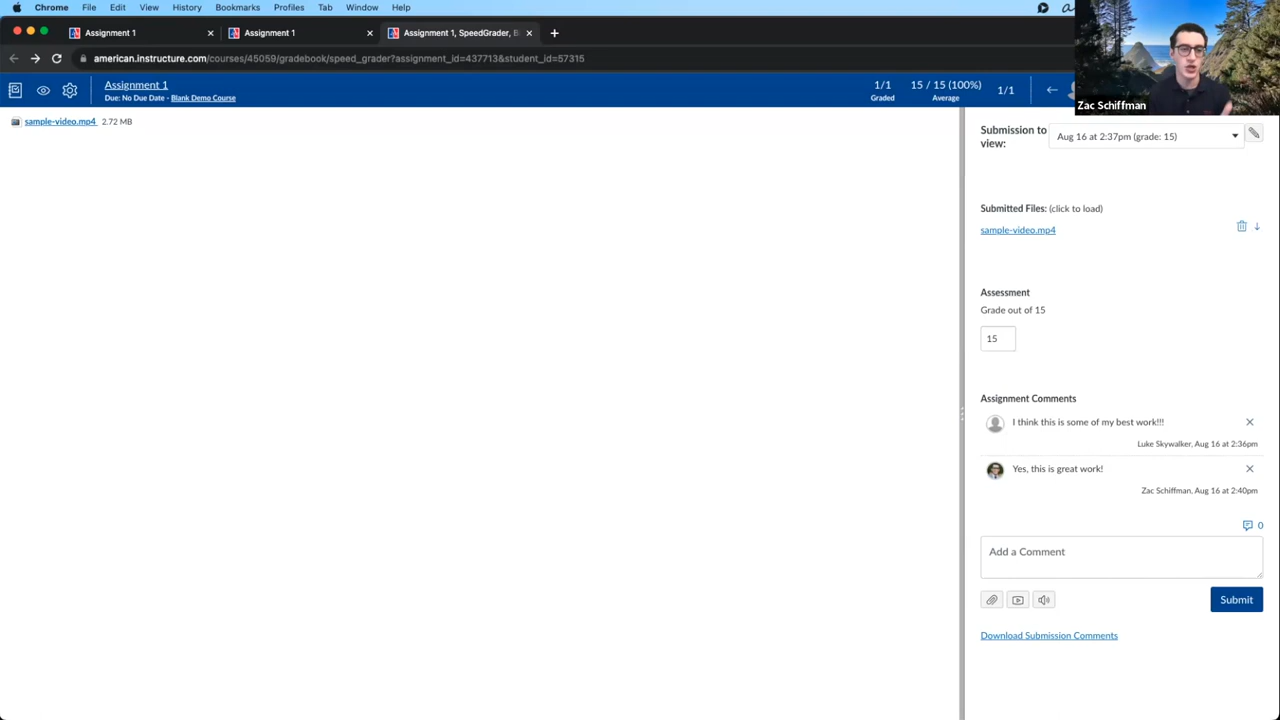 Chrome File Edit View History Bookmarks Profiles Tab Window Help
Assignment 1
Assignment 1
Assignment 1, SpeedGrader, B
american.instructure.com/courses/45059/gradebook/speed_grader?assignment_id=437713&student_id=57315
Assignment 1
Due: No Due Date - Blank Demo Course
1/1
Graded
15 / 15 (100%)
Average
1/1
Zac Schiffman
sample-video.mp4 2.72 MB
Submission to
view:
Aug 16 at 2:37pm (grade: 15)
Submitted Files: (click to load)
sample-video.mp4
Assessment
Grade out of 15
15
Assignment Comments
I think this is some of my best work!!!
Luke Skywalker, Aug 16 at 2:36pm
Yes, this is great work!
Zac Schiffman, Aug 16 at 2:40pm
0
Add a Comment
Submit
Download Submission Comments